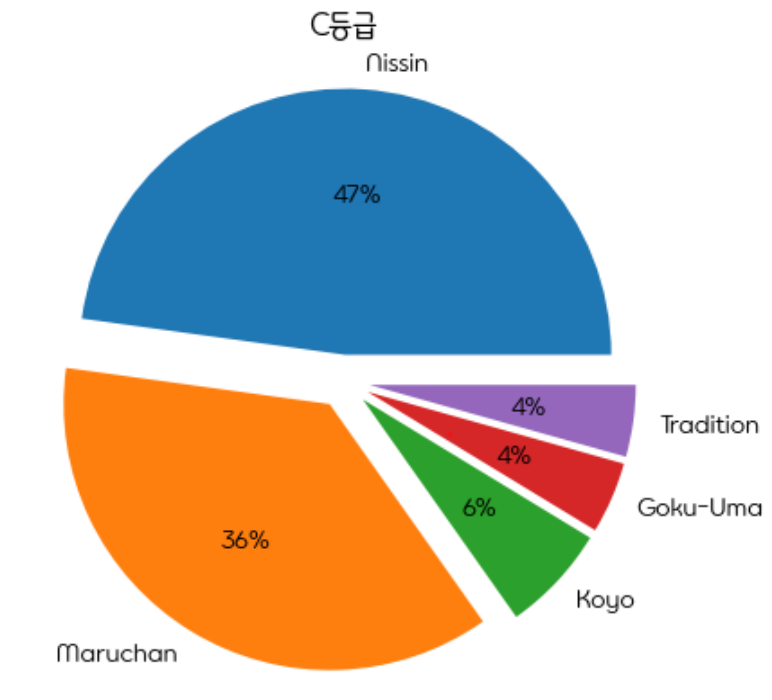 C등급
Nissin
47%
4%
Tradition
4%
Goku-Uma
6%
36%
Koyo
Maruchan